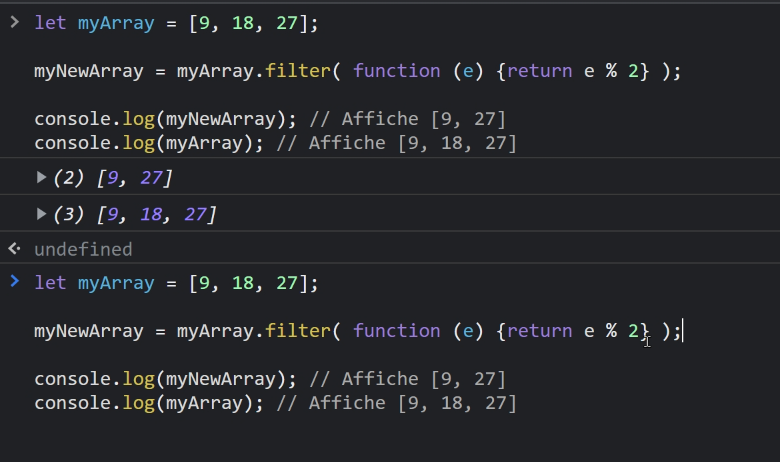 let myArray = [9, 18, 27];
myNewArray = myArray.filter( function (e) {return e % 2} );
console.log(myNewArray); // Affiche [9, 27]
console.log(myArray); // Affiche [9, 18, 27]
(2) [9, 27]
(3) [9, 18, 27]
undefined
let myArray = [9, 18, 27];
myNewArray = myArray.filter( function (e) {return e % 2} );
console.log(myNewArray); // Affiche [9, 27]
console.log(myArray); // Affiche [9, 18, 27]